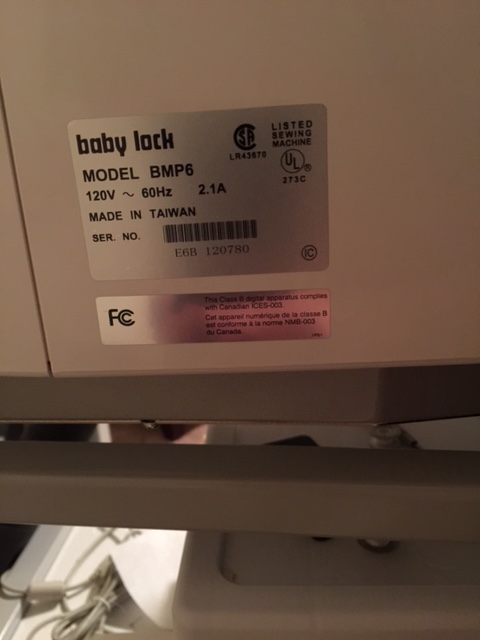 baby lock
LISTED
SEWING
MACHINE
LR43670
MODEL BMP6
UL®
120V ~ 60Hz 2.1A
273C
MADE IN TAIWAN
SER. NO.
E6B 120780
IC
FC
This Class B digital apparatus complies
with Canadian ICES-003.
Cet appareil numérique de la classe B
est conforme à la norme NMB-003
du Canada.